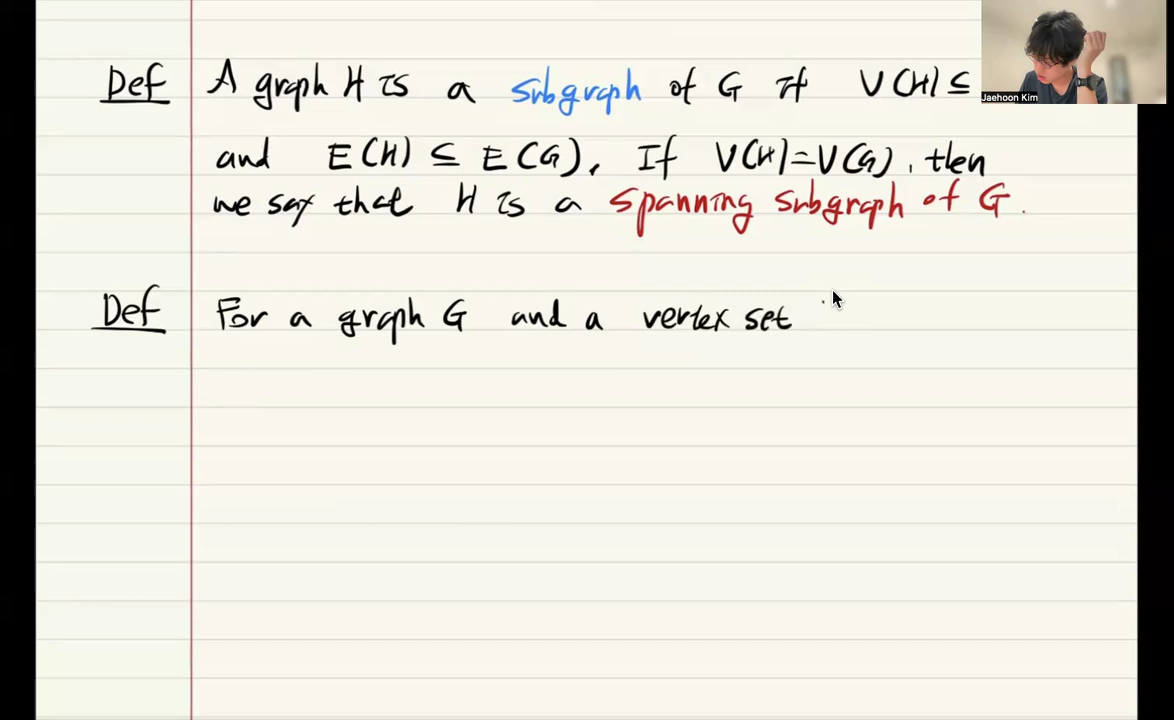 Def A graph H is a subgraph of G if V(H) ⊆
Jaehoon Kim
and E(H) ⊆ E(G). If V(H)=V(G), then
we say that H is a spanning subgraph of G.
Def For a graph G and a vertex set